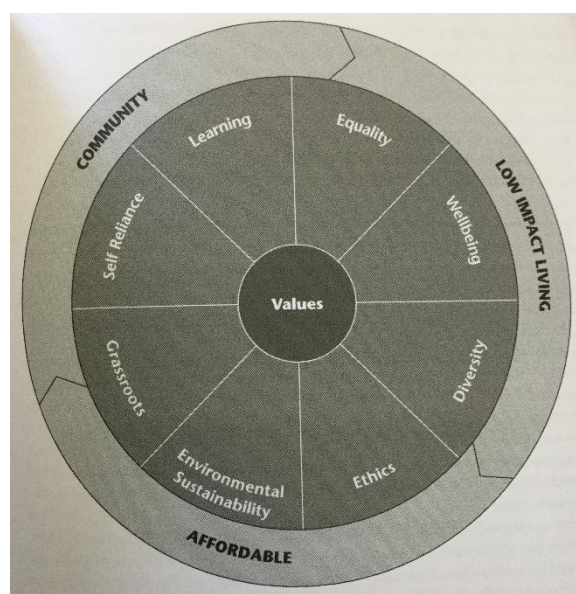 COMMUNITY
LOW IMPACT LIVING
AFFORDABLE
Learning
Equality
Wellbeing
Diversity
Ethics
Environmental
Sustainability
Grassroots
Self Reliance
Values